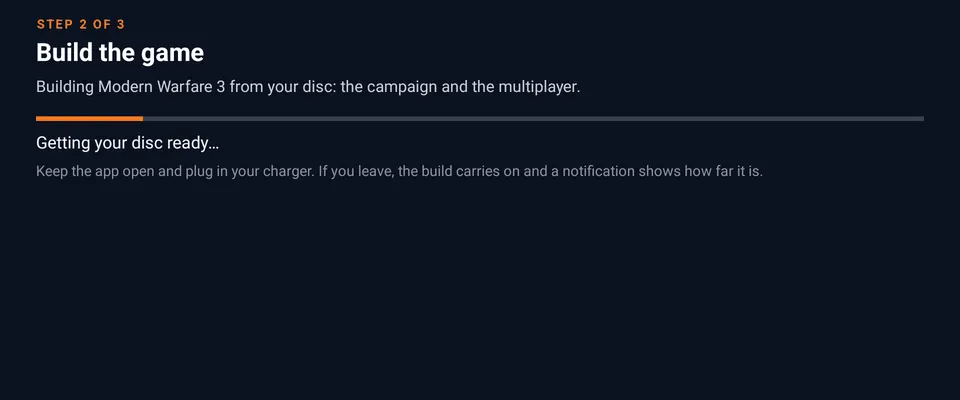 STEP 2 OF 3
Build the game
Building Modern Warfare 3 from your disc: the campaign and the multiplayer.
Getting your disc ready…
Keep the app open and plug in your charger. If you leave, the build carries on and a notification shows how far it is.